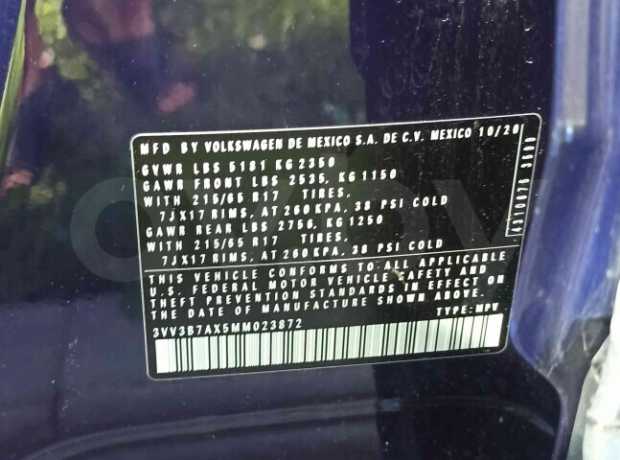 MFD BY VOLKSWAGEN DE MEXICO S.A. DE C.V. MEXICO 10/20
GVWR LBS 5181 KG 2350
GAWR FRONT LBS 2535, KG 1150
WITH 215/65 R17 TIRES,
7JX17 RIMS, AT 260 KPA, 38 PSI COLD
GAWR REAR LBS 2756, KG 1250
WITH 215/65 R17 TIRES,
7JX17 RIMS, AT 260 KPA, 38 PSI COLD
THIS VEHICLE CONFORMS TO ALL APPLICABLE
U.S. FEDERAL MOTOR VEHICLE SAFETY AND
THEFT PREVENTION STANDARDS IN EFFECT ON
THE DATE OF MANUFACTURE SHOWN ABOVE.
3VV3B7AX5MM023872 TYPE: MPV